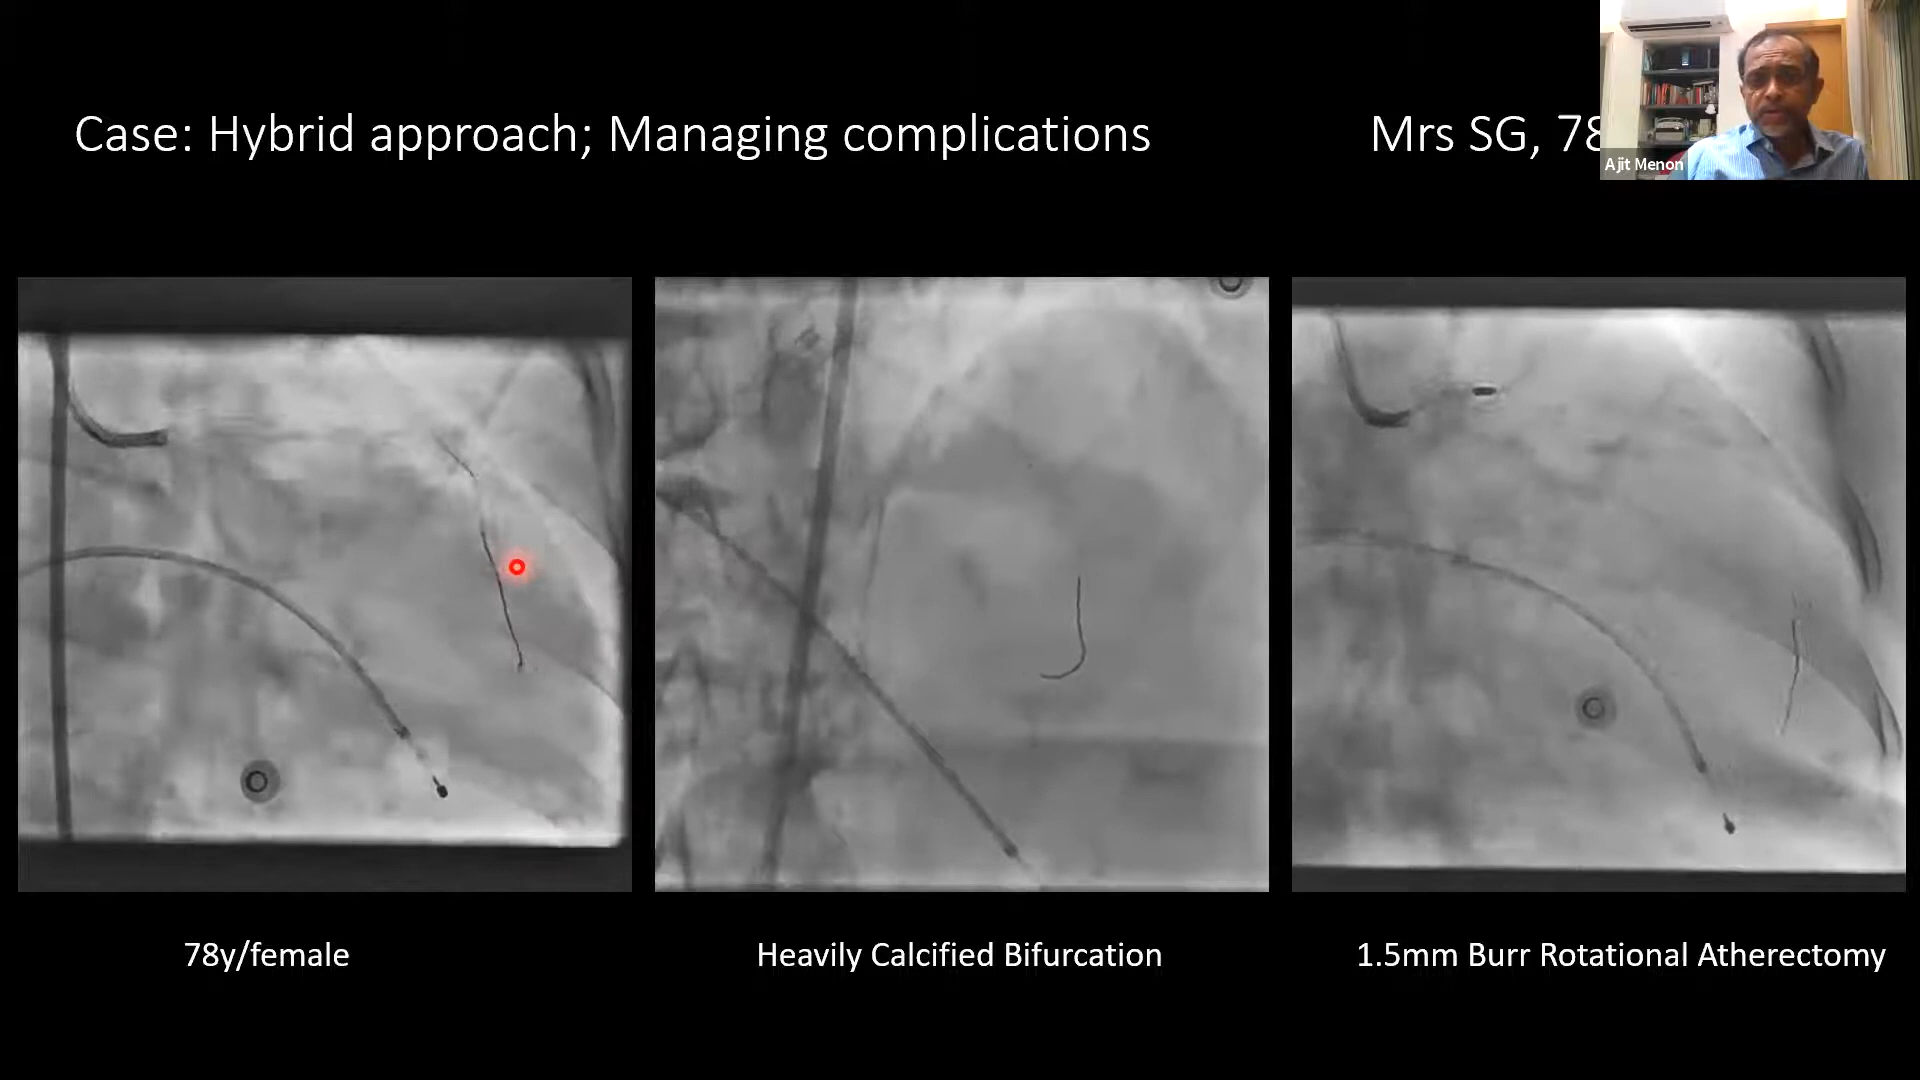 Case: Hybrid approach; Managing complications
Mrs SG, 78
Ajit Menon
78y/female
Heavily Calcified Bifurcation
1.5mm Burr Rotational Atherectomy